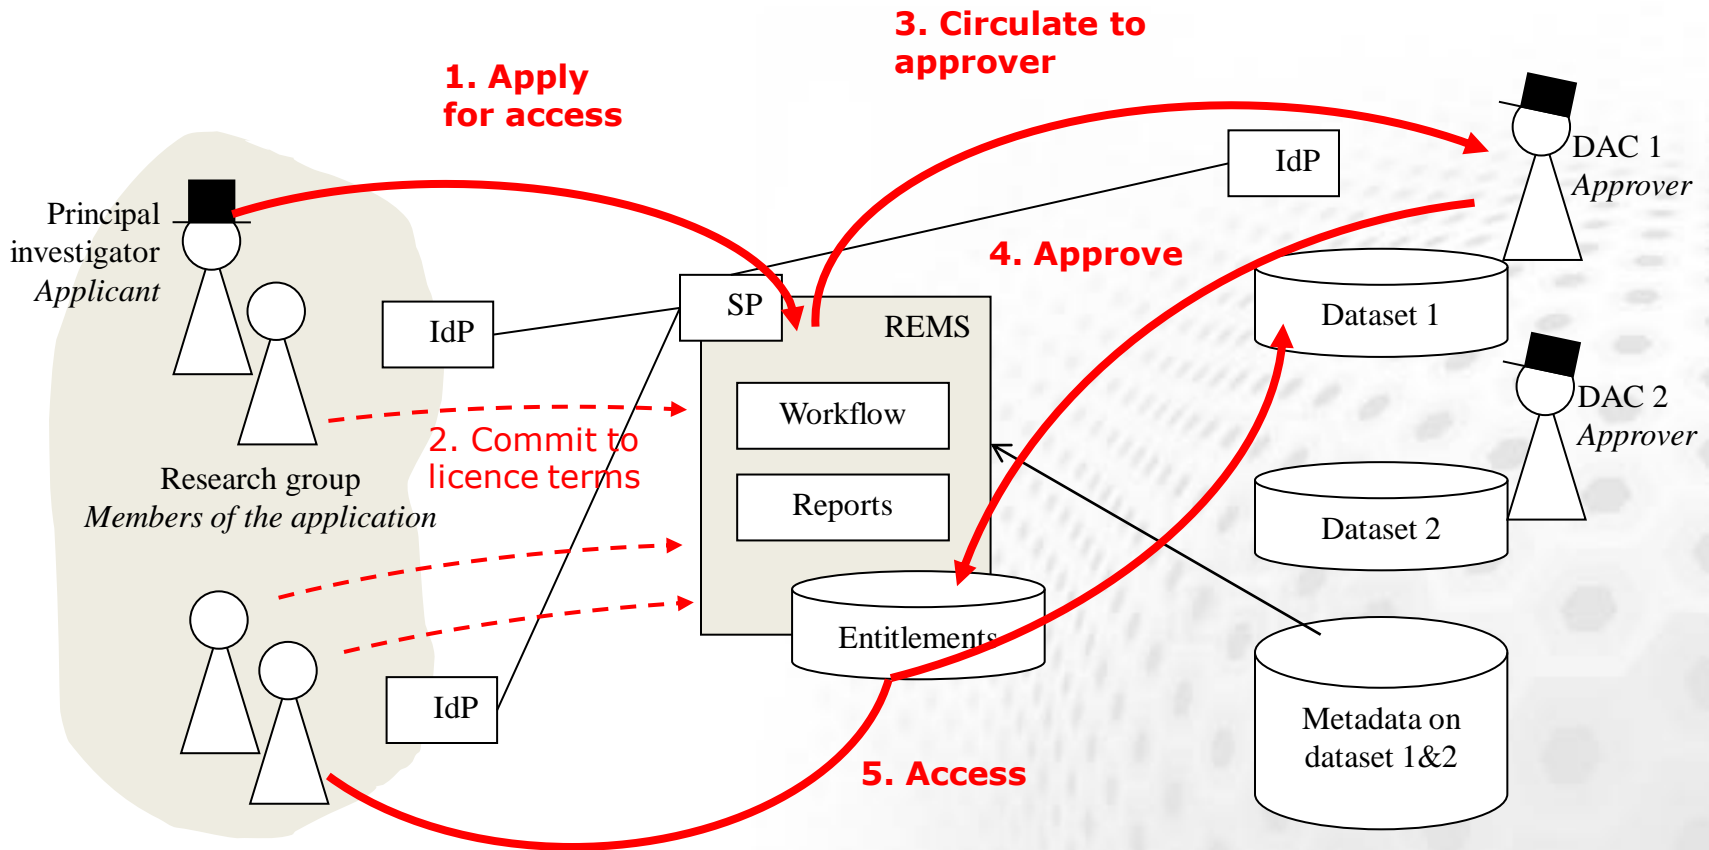 3. Circulate to
approver
1. Apply
for access
IdP
DAC 1
Approver
Principal
investigator
Applicant
4. Approve
SP
IdP
REMS
Dataset 1
Workflow
DAC 2
Approver
2. Commit to
licence terms
Research group
Members of the application
Reports
Dataset 2
Entitlements
IdP
Metadata on
dataset 1&2
5. Access